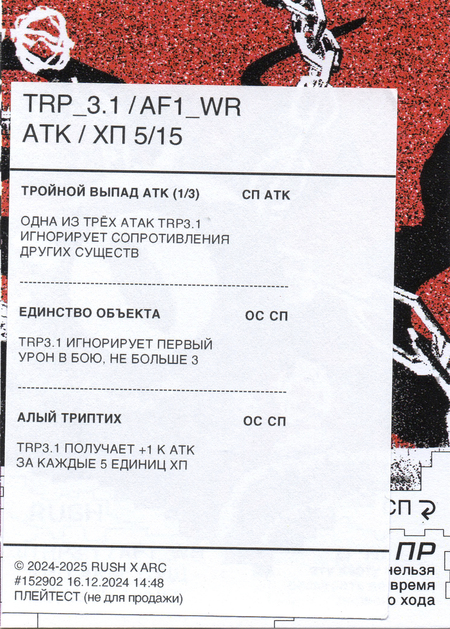 TRP_3.1 / AF1_WR
АТК / ХП 5/15
ТРОЙНОЙ ВЫПАД АТК (1/3) СП АТК
ОДНА ИЗ ТРЁХ АТАК TRP3.1
ИГНОРИРУЕТ СОПРОТИВЛЕНИЯ
ДРУГИХ СУЩЕСТВ
ЕДИНСТВО ОБЪЕКТА ОС СП
TRP3.1 ИГНОРИРУЕТ ПЕРВЫЙ
УРОН В БОЮ, НЕ БОЛЬШЕ 3
АЛЫЙ ТРИПТИХ ОС СП
TRP3.1 ПОЛУЧАЕТ +1 К АТК
ЗА КАЖДЫЕ 5 ЕДИНИЦ ХП
СП
ПР
нельзя
время
о хода
© 2024-2025 RUSH X ARC
#152902 16.12.2024 14:48
ПЛЕЙТЕСТ (не для продажи)